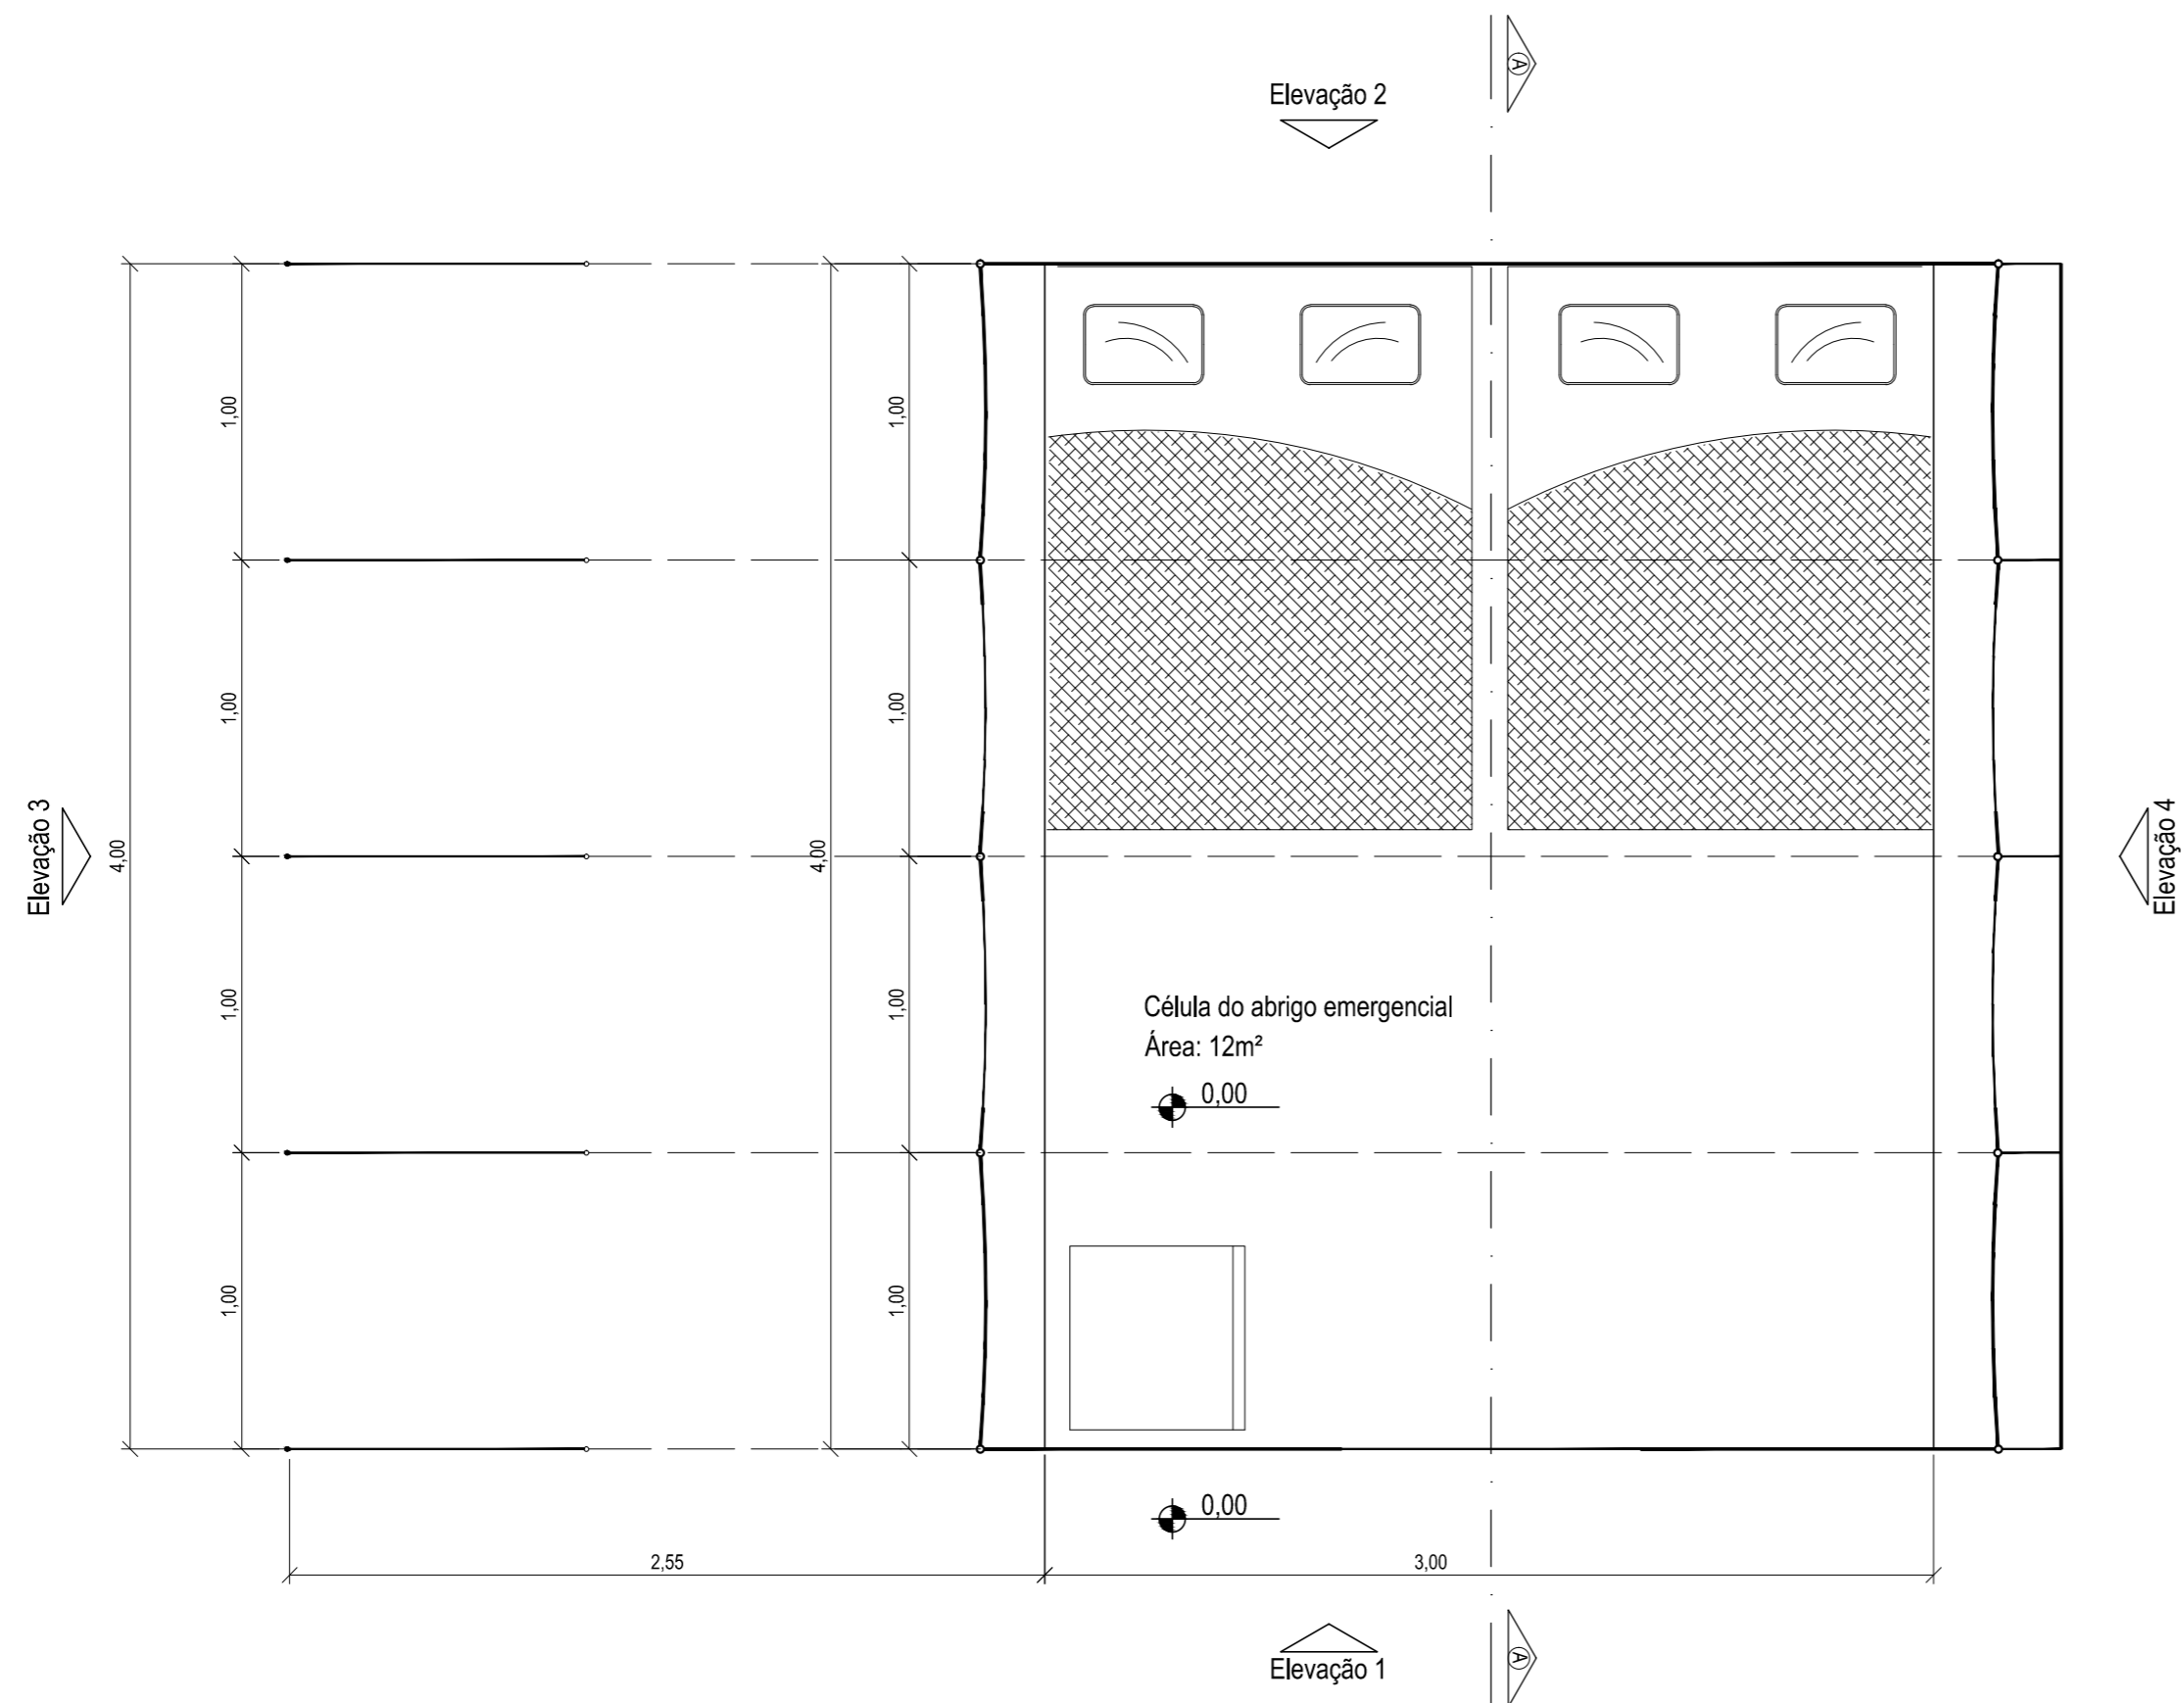 A
Elevação 2
1,00
1,00
1,00
1,00
Elevação 3
4,00
4,00
1,00
1,00
Elevação 4
Célula do abrigo emergencial
Área: 12m²
0,00
1,00
1,00
0,00
2,55
3,00
Elevação 1
A